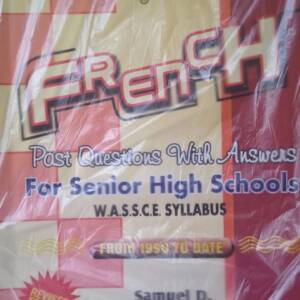 FRENCH
Past Questions With Answers
For Senior High Schools
W.A.S.S.C.E. SYLLABUS
FROM 1990 TO DATE
Samuel D.